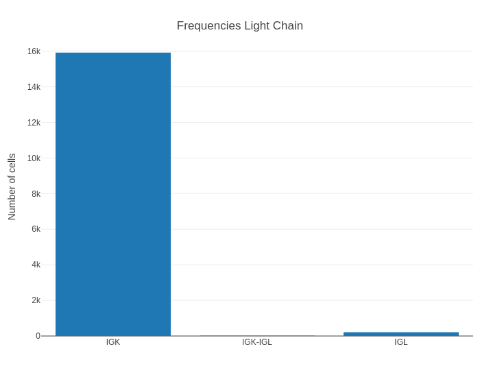 Frequencies Light Chain
Number of cells
16k
14k
12k
10k
8k
6k
4k
2k
0
IGK
IGK-IGL
IGL